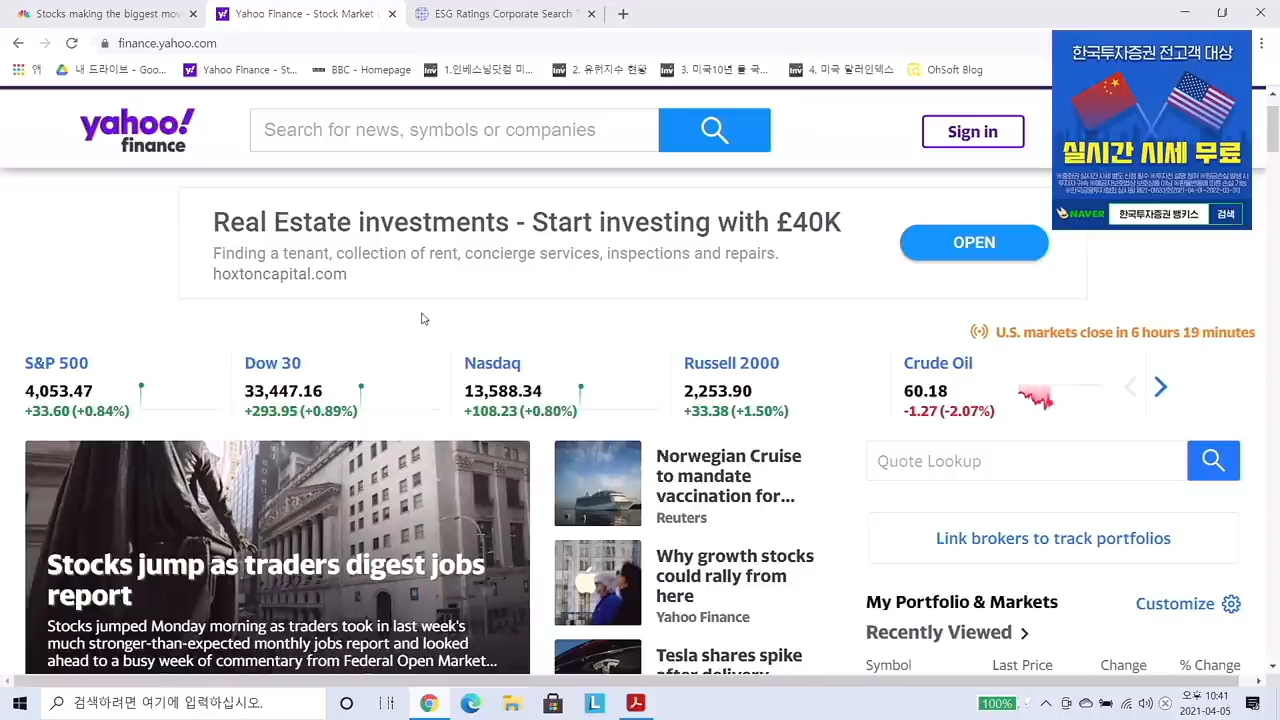 Stocks making the biggest mov
Yahoo Finance - Stock Market
ESG Ratings Corporate Search T
finance.yahoo.com
앱
내 드라이브 - Goo...
Yahoo Finance - St...
BBC - Homepage
1.인베스팅닷컴 미...
2. 유휘지수 현황
3. 미국10년 물 국...
4. 미국 달러인덱스
OhSoft Blog
한국투자증권 전고객 대상
실시간 시세 무료
NAVER 한국투자증권 뱅키스 검색
yahoo!
finance
Search for news, symbols or companies
Sign in
Real Estate investments - Start investing with £40K
Finding a tenant, collection of rent, concierge services, inspections and repairs.
hoxtoncapital.com
OPEN
U.S. markets close in 6 hours 19 minutes
S&P 500
4,053.47
+33.60 (+0.84%)
Dow 30
33,447.16
+293.95 (+0.89%)
Nasdaq
13,588.34
+108.23 (+0.80%)
Russell 2000
2,253.90
+33.38 (+1.50%)
Crude Oil
60.18
-1.27 (-2.07%)
Stocks jump as traders digest jobs
report
Stocks jumped Monday morning as traders took in last week's
much stronger-than-expected monthly jobs report and looked
ahead to a busy week of commentary from Federal Open Market...
Norwegian Cruise
to mandate
vaccination for...
Reuters
Why growth stocks
could rally from
here
Yahoo Finance
Tesla shares spike
after delivery
Quote Lookup
Link brokers to track portfolios
My Portfolio & Markets
Customize
Recently Viewed
Symbol
Last Price
Change
% Change
검색하려면 여기에 입력하십시오.
100%
오후 10:41
2021-04-05